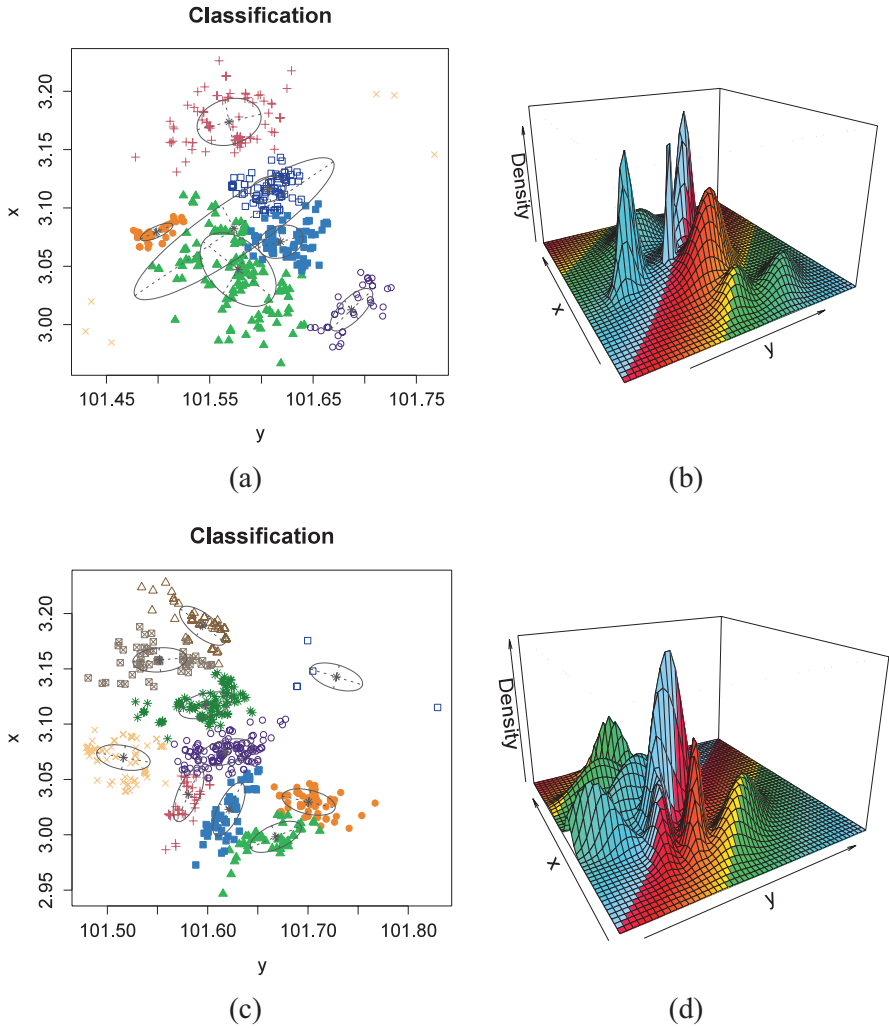 Classification
x
3.20
3.15
3.10
3.05
3.00
101.45 101.55 101.65 101.75
y
(a)
Density
x
y
(b)
Classification
x
3.20
3.15
3.10
3.05
3.00
2.95
101.50 101.60 101.70 101.80
y
(c)
Density
x
y
(d)